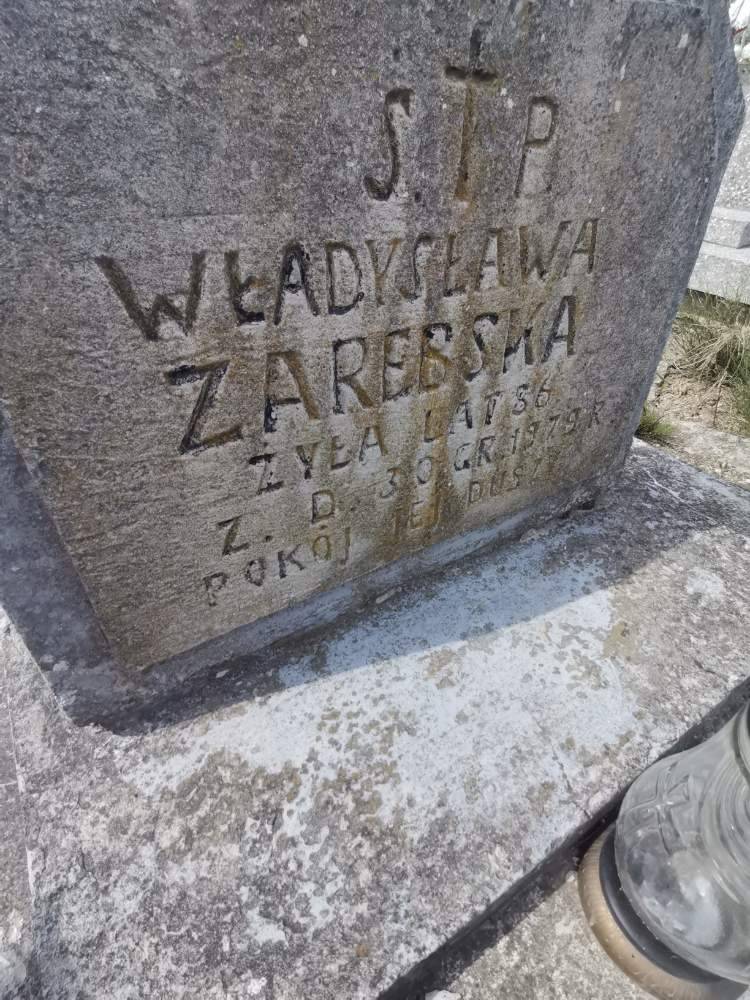 Ś. † P
WŁADYSŁAWA
ZARĘBSKA
ŻYŁA LAT 86
Z. D. 30 GR. 1979 R.
POKÓJ JEJ DUSZY